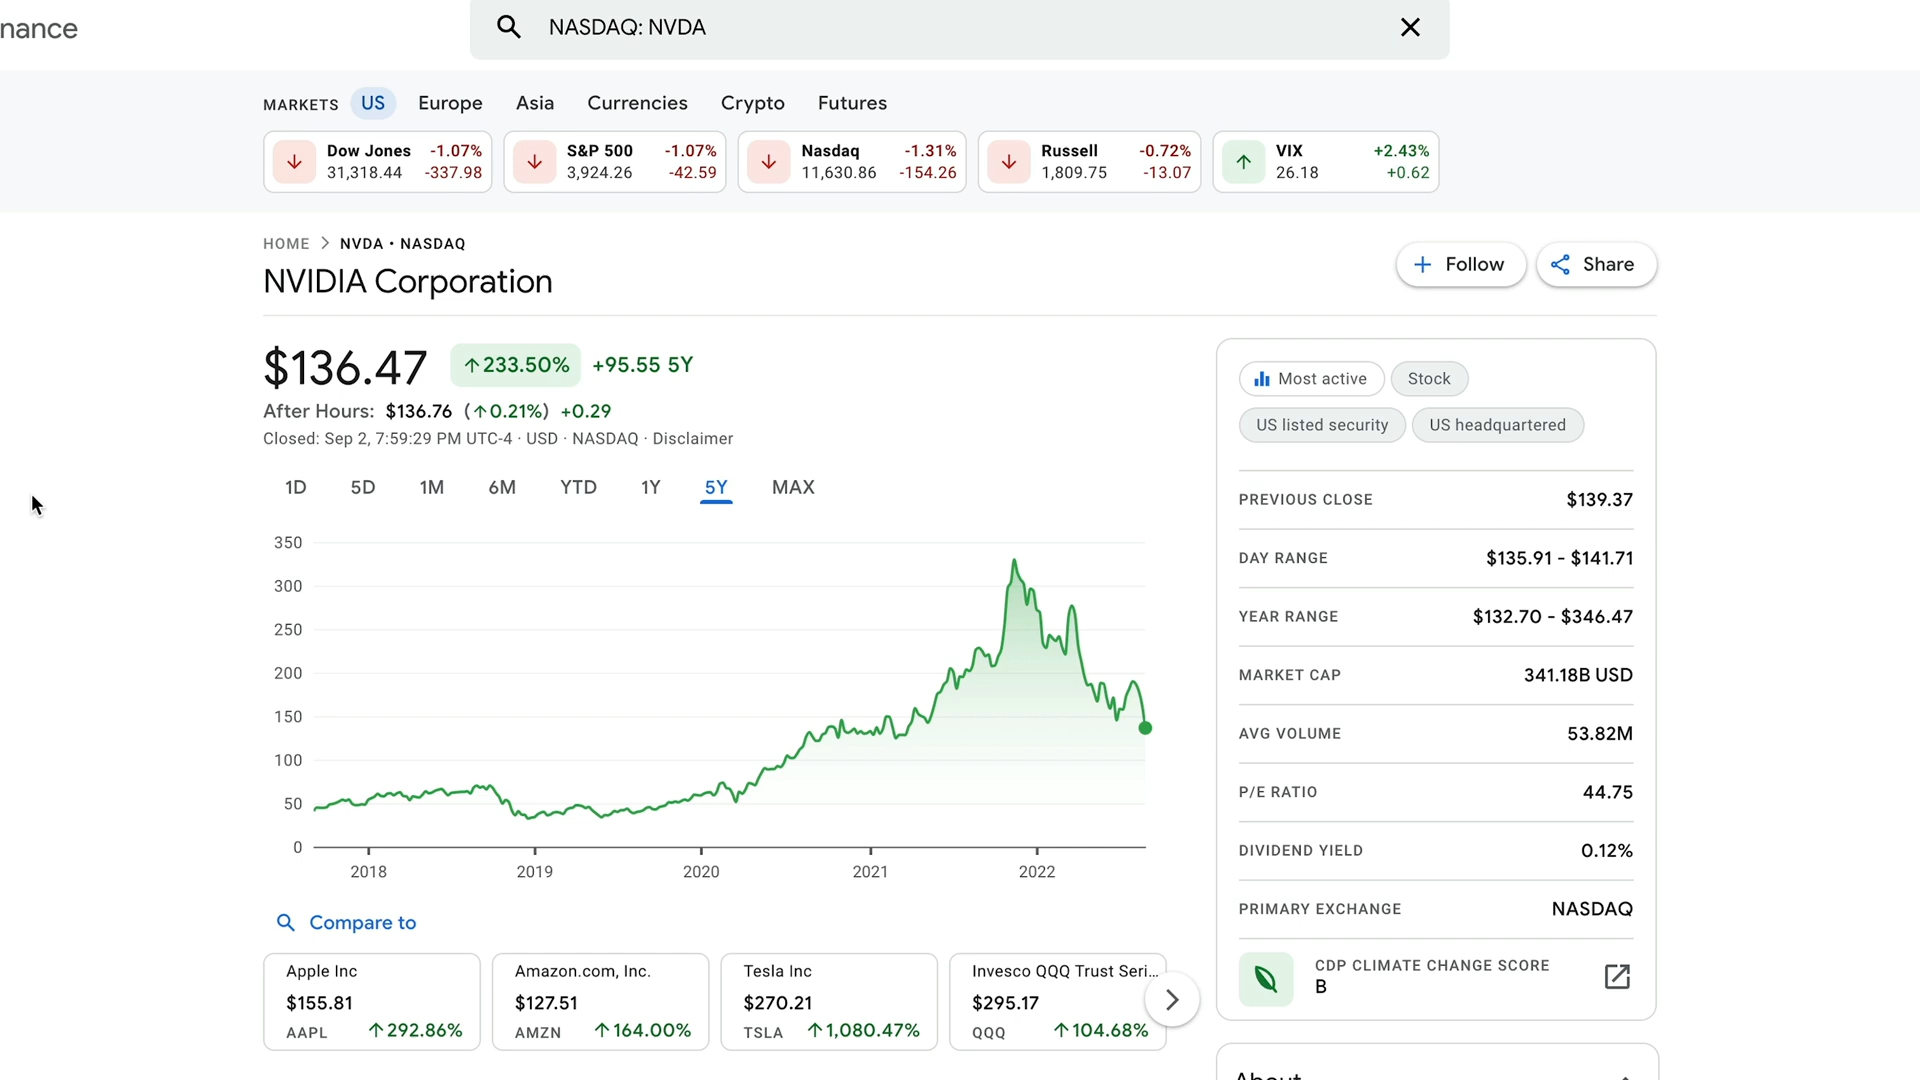 nance
NASDAQ: NVDA
MARKETS US Europe Asia Currencies Crypto Futures
Dow Jones -1.07%
31,318.44 -337.98
S&P 500 -1.07%
3,924.26 -42.59
Nasdaq -1.31%
11,630.86 -154.26
Russell -0.72%
1,809.75 -13.07
VIX +2.43%
26.18 +0.62
HOME > NVDA • NASDAQ
NVIDIA Corporation
+ Follow
Share
$136.47 ↑233.50% +95.55 5Y
After Hours: $136.76 (↑0.21%) +0.29
Closed: Sep 2, 7:59:29 PM UTC-4 · USD · NASDAQ · Disclaimer
1D 5D 1M 6M YTD 1Y 5Y MAX
350
300
250
200
150
100
50
0
2018 2019 2020 2021 2022
Compare to
Apple Inc
$155.81
AAPL ↑292.86%
Amazon.com, Inc.
$127.51
AMZN ↑164.00%
Tesla Inc
$270.21
TSLA ↑1,080.47%
Invesco QQQ Trust Seri...
$295.17
QQQ ↑104.68%
Most active Stock
US listed security US headquartered
PREVIOUS CLOSE $139.37
DAY RANGE $135.91 - $141.71
YEAR RANGE $132.70 - $346.47
MARKET CAP 341.18B USD
AVG VOLUME 53.82M
P/E RATIO 44.75
DIVIDEND YIELD 0.12%
PRIMARY EXCHANGE NASDAQ
CDP CLIMATE CHANGE SCORE
B
About